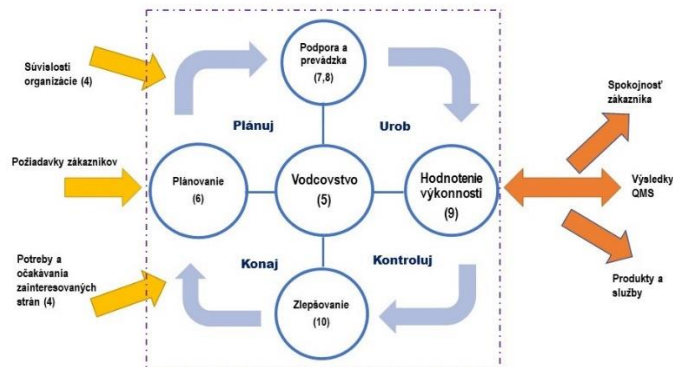 Súvislosti
organizácie (4)
Požiadavky zákazníkov
Potreby a
očakávania
zainteresovaných
strán (4)
Podpora a
prevádzka
(7,8)
Plánuj
Urob
Plánovanie
(6)
Vodcovstvo
(5)
Hodnotenie
výkonnosti
(9)
Konaj
Kontroluj
Zlepšovanie
(10)
Spokojnosť
zákazníka
Výsledky
QMS
Produkty a
služby